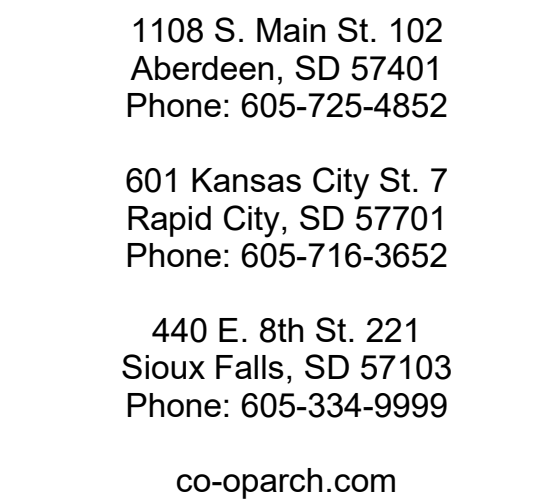 1108 S. Main St. 102
Aberdeen, SD 57401
Phone: 605-725-4852
601 Kansas City St. 7
Rapid City, SD 57701
Phone: 605-716-3652
440 E. 8th St. 221
Sioux Falls, SD 57103
Phone: 605-334-9999
co-oparch.com